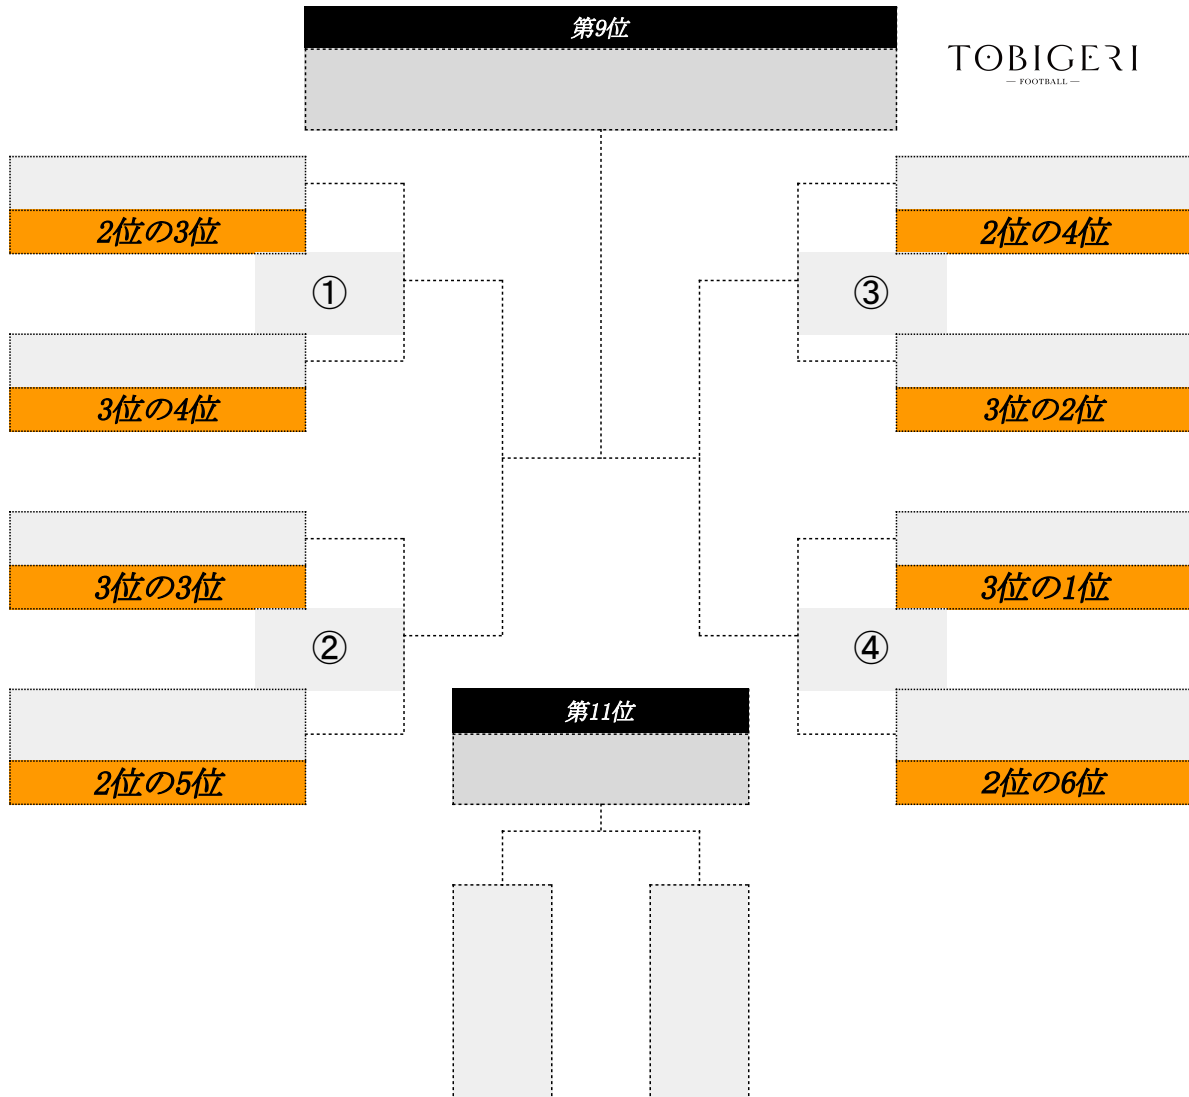 第9位
TOBIGERI
— FOOTBALL —
2位の3位
2位の4位
①
③
3位の4位
3位の2位
3位の3位
3位の1位
②
④
第11位
2位の5位
2位の6位